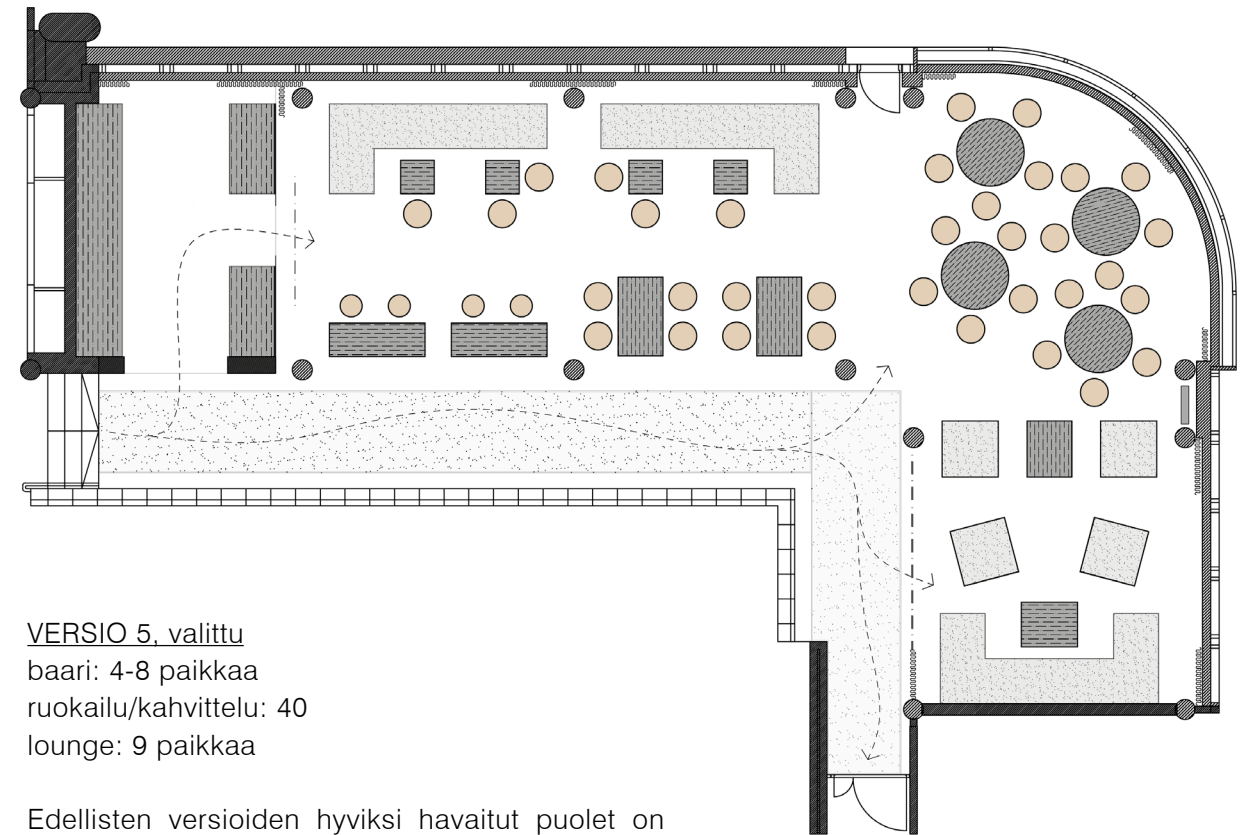 VERSIO 5, valittu
baari: 4-8 paikkaa
ruokailu/kahvittelu: 40
lounge: 9 paikkaa
Edellisten versioiden hyviksi havaitut puolet on